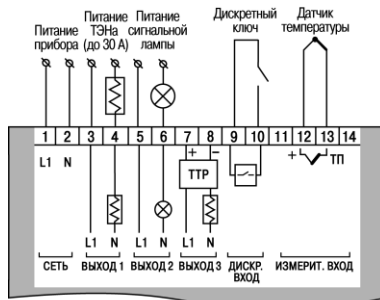 Питание прибора
Питание ТЭНа (до 30 А)
Питание сигнальной лампы
Дискретный ключ
Датчик температуры
1 2 3 4 5 6 7 8 9 10 11 12 13 14
L1 N
+ –
ТТР
+ ТП
L1 N L1 N L1 N
СЕТЬ ВЫХОД 1 ВЫХОД 2 ВЫХОД 3 ДИСКР. ВХОД ИЗМЕРИТ. ВХОД